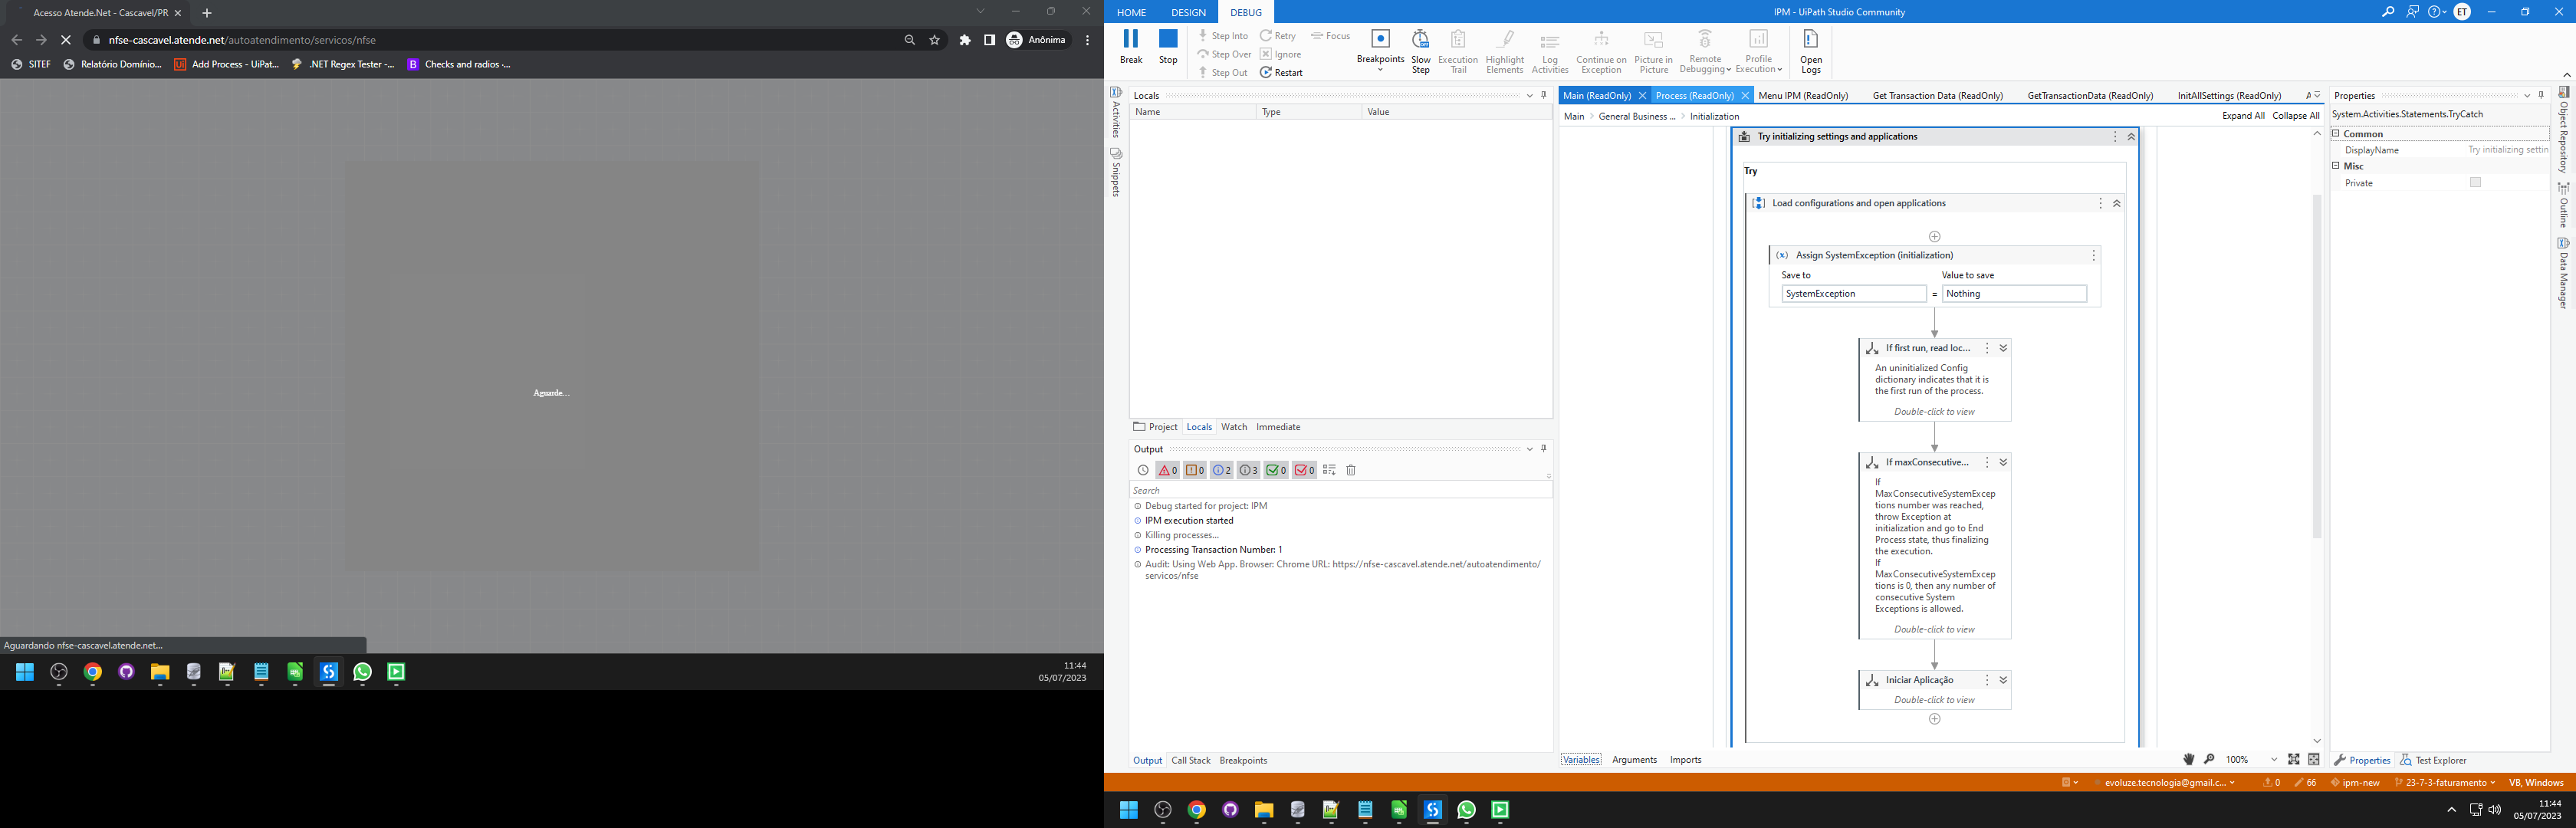 Acesso Atende.Net - Cascavel/PR
nfse-cascavel.atende.net/autoatendimento/servicos/nfse
Anônima
SITEF
Relatório Domínio...
Add Process - UiPat...
.NET Regex Tester -...
Checks and radios ·...
Aguarde...
Aguardando nfse-cascavel.atende.net...
11:44
05/07/2023
HOME
DESIGN
DEBUG
IPM - UiPath Studio Community
ET
Break
Stop
Step Into
Step Over
Step Out
Retry
Ignore
Restart
Focus
Breakpoints
Slow Step
Execution Trail
Highlight Elements
Log Activities
Continue on Exception
Picture in Picture
Remote Debugging
Profile Execution
Open Logs
Activities
Snippets
Locals
Name Type Value
Project Locals Watch Immediate
Output
0 0 2 3 0 0
Search
Debug started for project: IPM
IPM execution started
Killing processes...
Processing Transaction Number: 1
Audit: Using Web App. Browser: Chrome URL: https://nfse-cascavel.atende.net/autoatendimento/
servicos/nfse
Output Call Stack Breakpoints
Main (ReadOnly)
Process (ReadOnly)
Menu IPM (ReadOnly)
Get Transaction Data (ReadOnly)
GetTransactionData (ReadOnly)
InitAllSettings (ReadOnly)
Main > General Business ... > Initialization
Expand All Collapse All
Try initializing settings and applications
Try
Load configurations and open applications
Assign SystemException (initialization)
Save to
Value to save
SystemException = Nothing
If first run, read loc...
An uninitialized Config
dictionary indicates that it is
the first run of the process.
Double-click to view
If maxConsecutive...
If
MaxConsecutiveSystemExcep
tions number was reached,
throw Exception at
initialization and go to End
Process state, thus finalizing
the execution.
If
MaxConsecutiveSystemExcep
tions is 0, then any number of
consecutive System
Exceptions is allowed.
Double-click to view
Iniciar Aplicação
Double-click to view
Variables Arguments Imports
100%
Properties
System.Activities.Statements.TryCatch
Common
DisplayName Try initializing settin
Misc
Private
Properties Test Explorer
Object Repository
Outline
Data Manager
evoluze.tecnologia@gmail.c...
0
66
ipm-new
23-7-3-faturamento
VB, Windows
11:44
05/07/2023